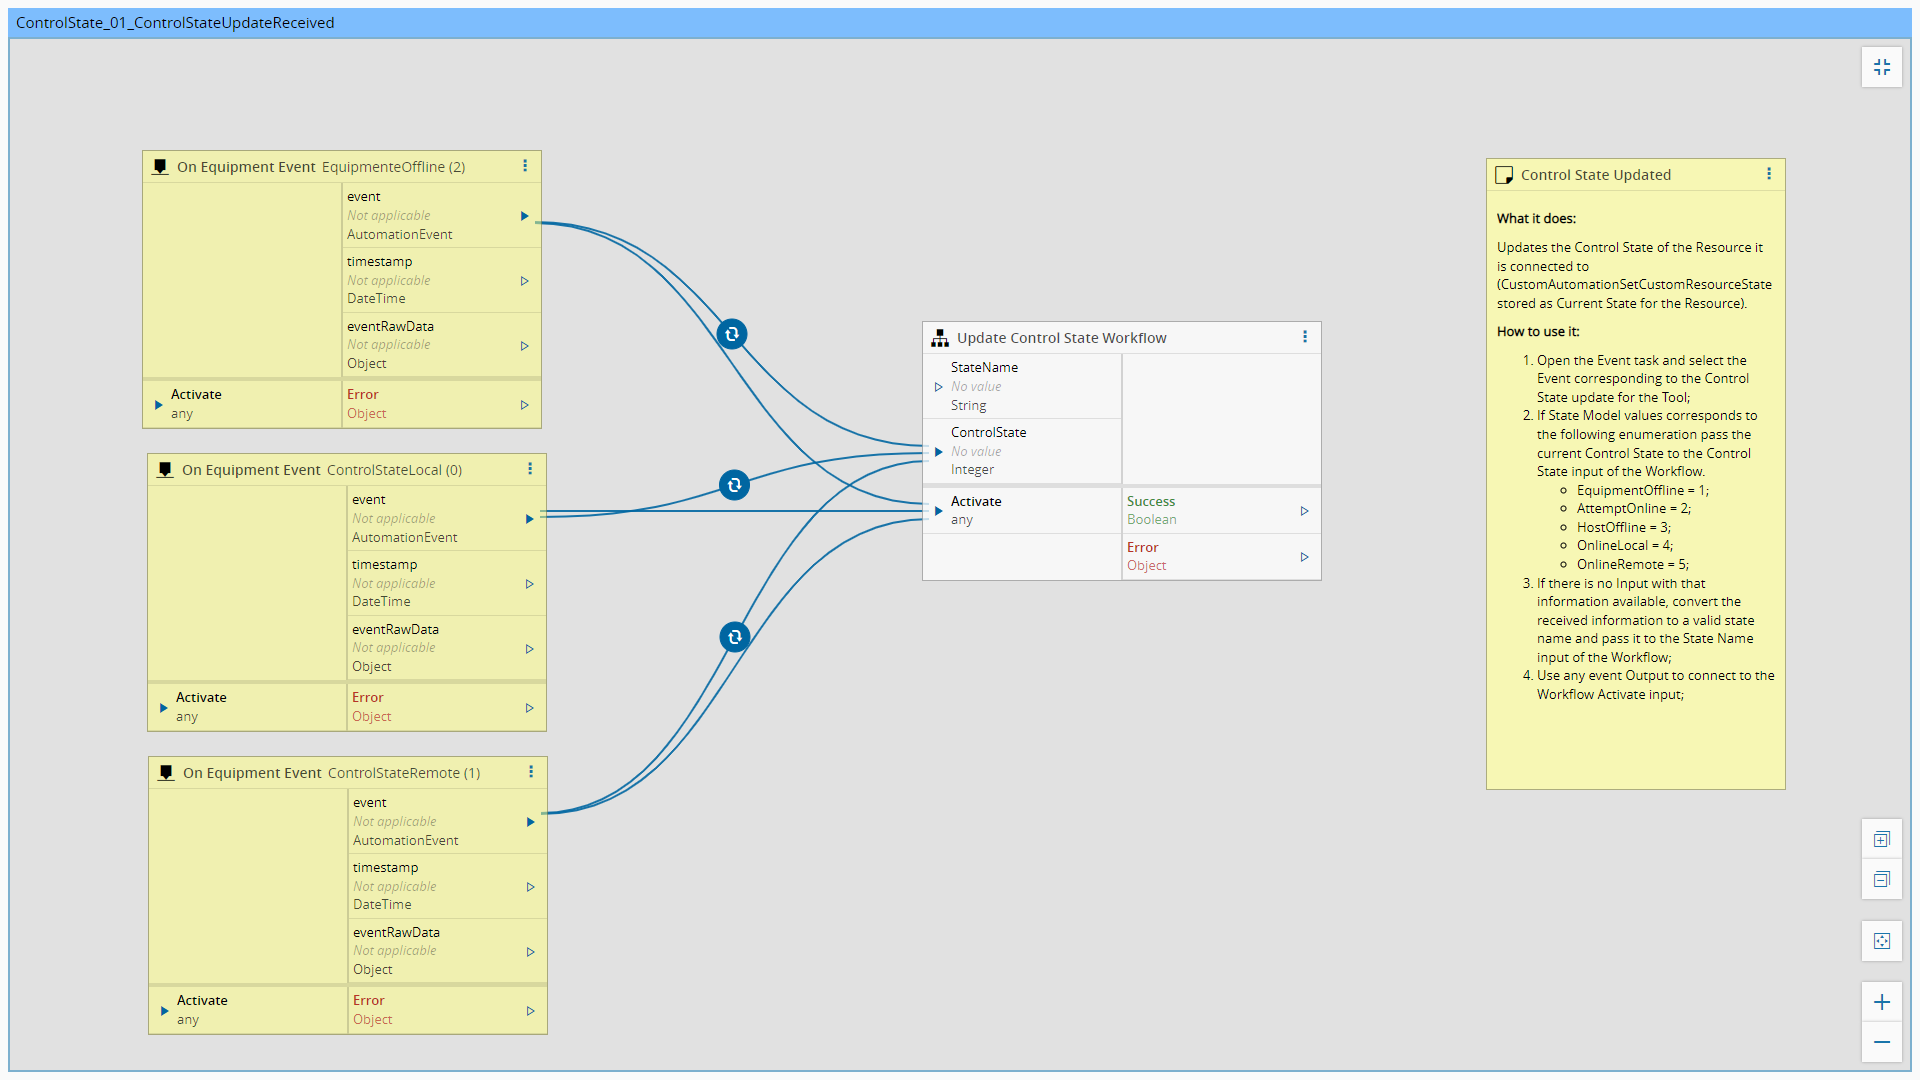 ControlState_01_ControlStateUpdateReceived
On Equipment Event EquipmenteOffline (2)
event
Not applicable
AutomationEvent
timestamp
Not applicable
DateTime
eventRawData
Not applicable
Object
Activate
any
Error
Object
On Equipment Event ControlStateLocal (0)
event
Not applicable
AutomationEvent
timestamp
Not applicable
DateTime
eventRawData
Not applicable
Object
Activate
any
Error
Object
On Equipment Event ControlStateRemote (1)
event
Not applicable
AutomationEvent
timestamp
Not applicable
DateTime
eventRawData
Not applicable
Object
Activate
any
Error
Object
Update Control State Workflow
StateName
No value
String
ControlState
No value
Integer
Activate
any
Success
Boolean
Error
Object
Control State Updated
What it does:
Updates the Control State of the Resource it
is connected to
(CustomAutomationSetCustomResourceState
stored as Current State for the Resource).
How to use it:
1. Open the Event task and select the
Event corresponding to the Control
State update for the Tool;
2. If State Model values corresponds to
the following enumeration pass the
current Control State to the Control
State input of the Workflow.
EquipmentOffline = 1;
AttemptOnline = 2;
HostOffline = 3;
OnlineLocal = 4;
OnlineRemote = 5;
3. If there is no Input with that
information available, convert the
received information to a valid state
name and pass it to the State Name
input of the Workflow;
4. Use any event Output to connect to the
Workflow Activate input;